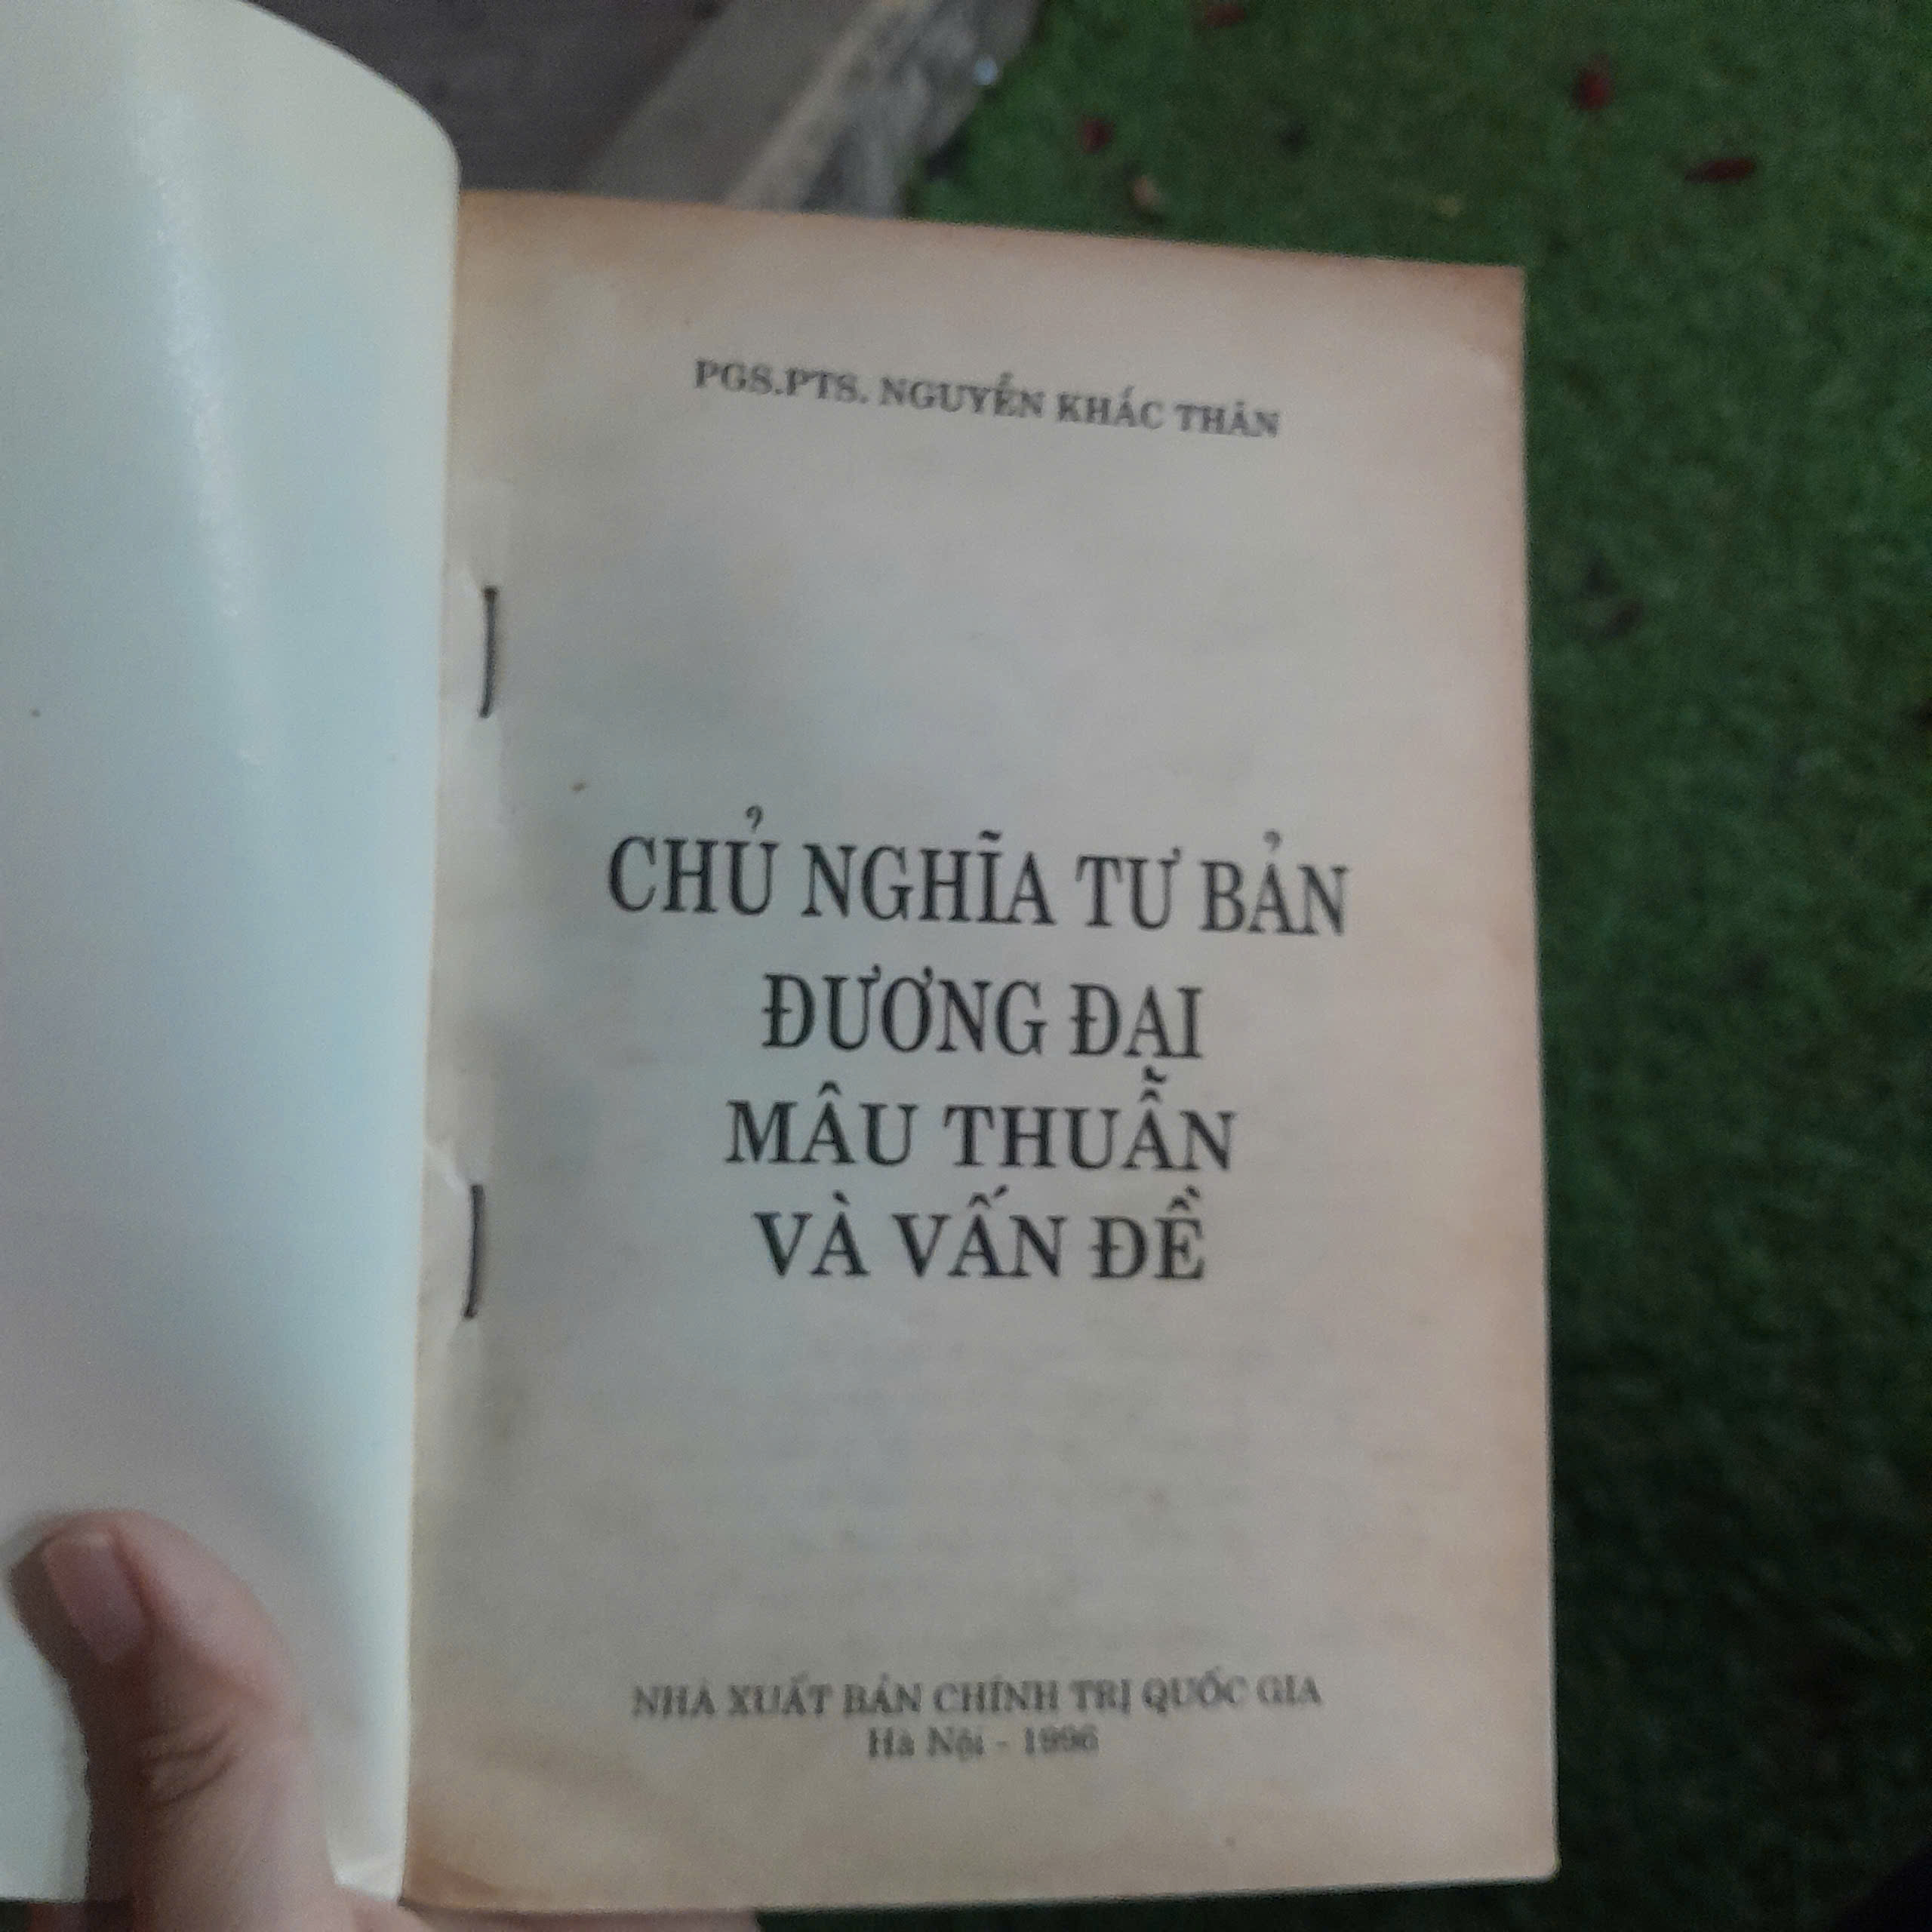 PGS.PTS. NGUYỄN KHẮC THÂN
CHỦ NGHĨA TƯ BẢN
ĐƯƠNG ĐẠI
MÂU THUẪN
VÀ VẤN ĐỀ
NHÀ XUẤT BẢN CHÍNH TRỊ QUỐC GIA
Hà Nội - 1996